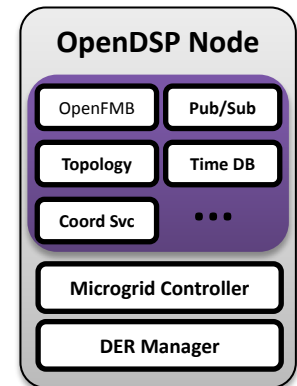 OpenDSP Node
OpenFMB Pub/Sub
Topology Time DB
Coord Svc ...
Microgrid Controller
DER Manager